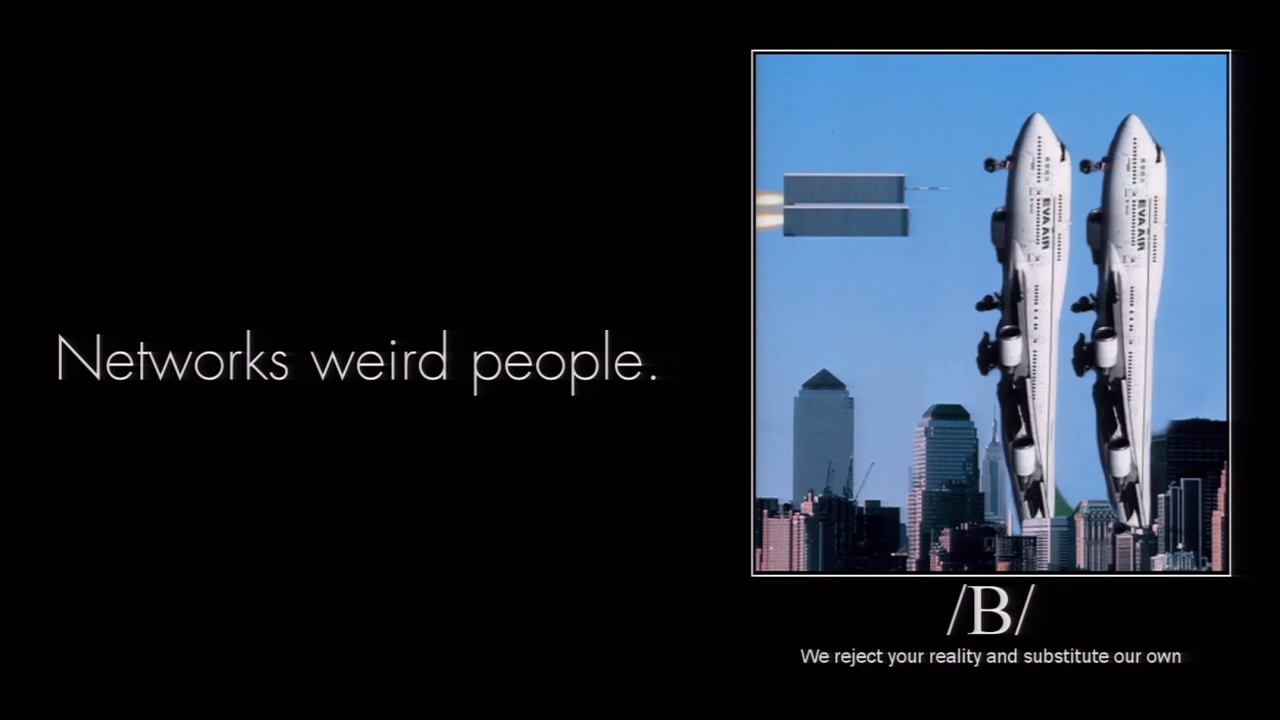 Networks weird people.
EVA AIR
EVA AIR
/B/
We reject your reality and substitute our own